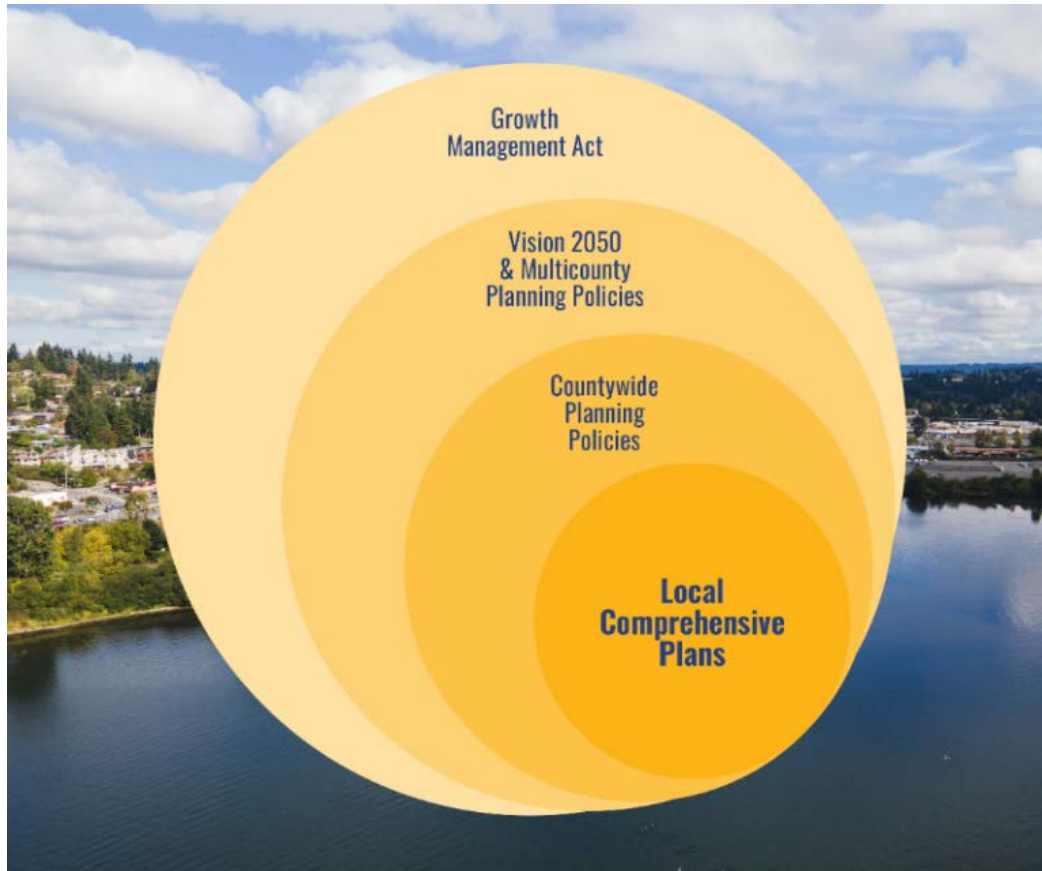 Growth
Management Act
Vision 2050
& Multicounty
Planning Policies
Countywide
Planning
Policies
Local
Comprehensive
Plans